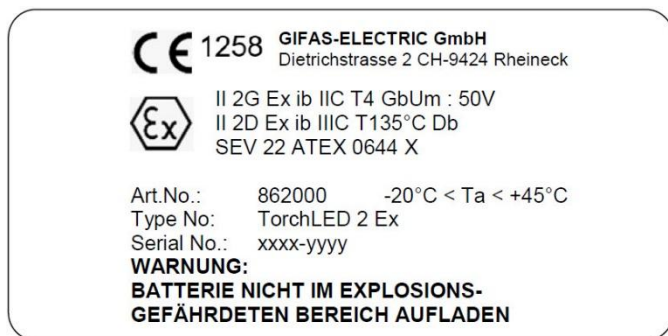 CE 1258 GIFAS-ELECTRIC GmbH
Dietrichstrasse 2 CH-9424 Rheineck
Ex II 2G Ex ib IIC T4 GbUm : 50V
II 2D Ex ib IIIC T135°C Db
SEV 22 ATEX 0644 X
Art.No.: 862000 -20°C < Ta < +45°C
Type No: TorchLED 2 Ex
Serial No.: xxxx-yyyy
WARNUNG:
BATTERIE NICHT IM EXPLOSIONS-
GEFÄHRDETEN BEREICH AUFLADEN